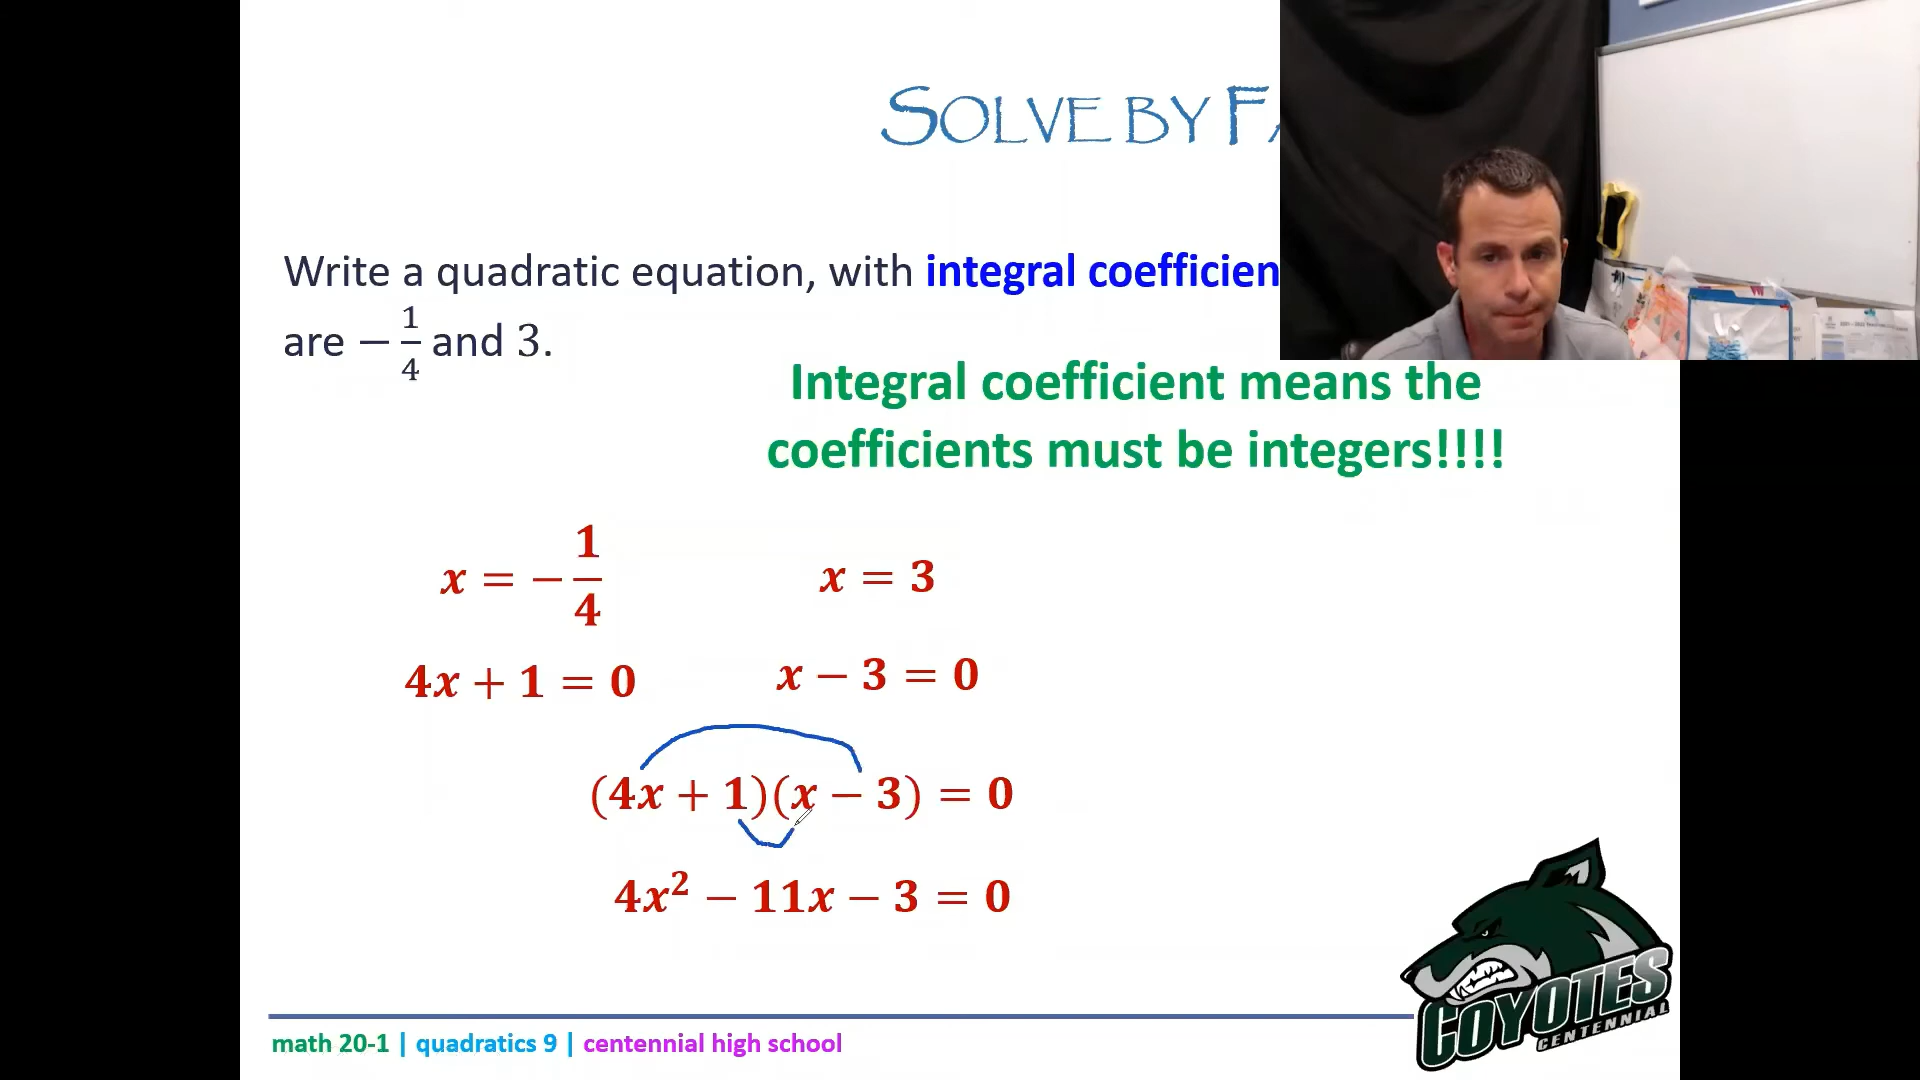 SOLVE BY FA
Write a quadratic equation, with integral coefficien
are −1/4 and 3.
Integral coefficient means the
coefficients must be integers!!!!
x = −1/4
x = 3
4x + 1 = 0
x − 3 = 0
(4x + 1)(x − 3) = 0
4x² − 11x − 3 = 0
COYOTES
CENTENNIAL
math 20-1 | quadratics 9 | centennial high school